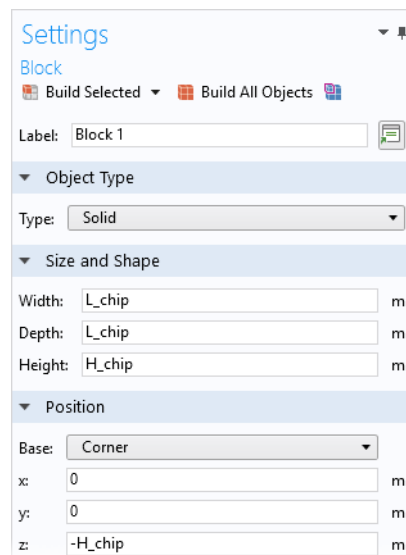 Settings
Block
Build Selected Build All Objects
Label: Block 1
Object Type
Type: Solid
Size and Shape
Width: L_chip m
Depth: L_chip m
Height: H_chip m
Position
Base: Corner
x: 0 m
y: 0 m
z: -H_chip m